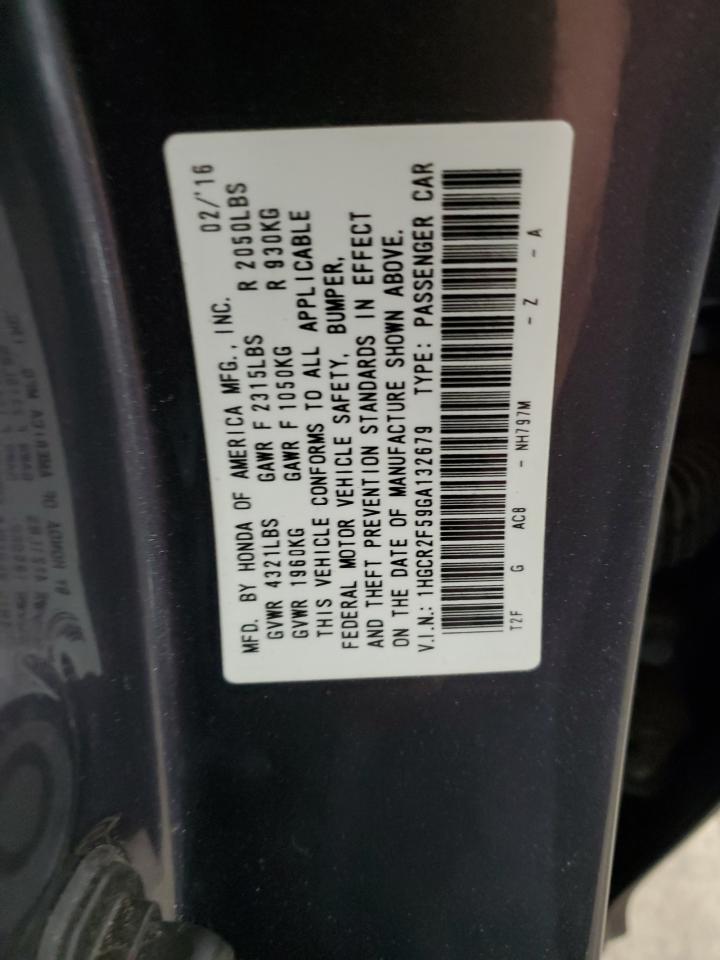 MFD. BY HONDA OF AMERICA MFG., INC. 02/'16
GVWR 4321LBS GAWR F 2315LBS R 2050LBS
GVWR 1960KG GAWR F 1050KG R 930KG
THIS VEHICLE CONFORMS TO ALL APPLICABLE
FEDERAL MOTOR VEHICLE SAFETY, BUMPER,
AND THEFT PREVENTION STANDARDS IN EFFECT
ON THE DATE OF MANUFACTURE SHOWN ABOVE.
V.I.N.: 1HGCR2F59GA132679 TYPE: PASSENGER CAR
T2F G AC8 - NH797M - Z - A